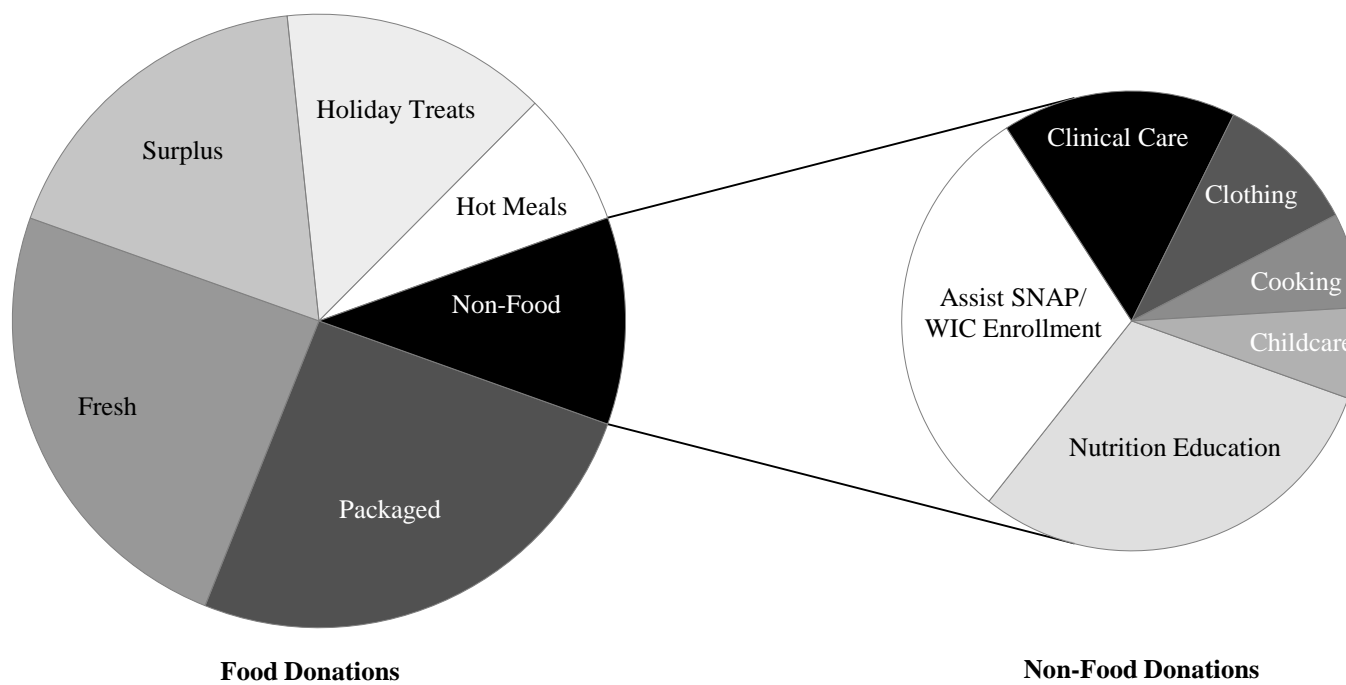 Holiday Treats
Surplus
Hot Meals
Non-Food
Fresh
Packaged
Food Donations
Clinical Care
Clothing
Cooking
Assist SNAP/
WIC Enrollment
Childcare
Nutrition Education
Non-Food Donations